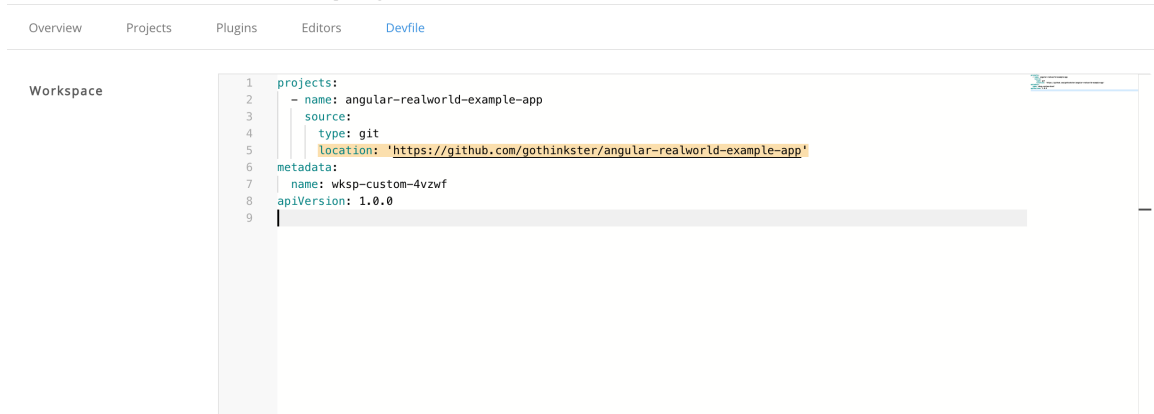 Overview Projects Plugins Editors Devfile
Workspace
1 projects:
2   - name: angular-realworld-example-app
3     source:
4       type: git
5       location: 'https://github.com/gothinkster/angular-realworld-example-app'
6 metadata:
7   name: wksp-custom-4vzwf
8 apiVersion: 1.0.0
9